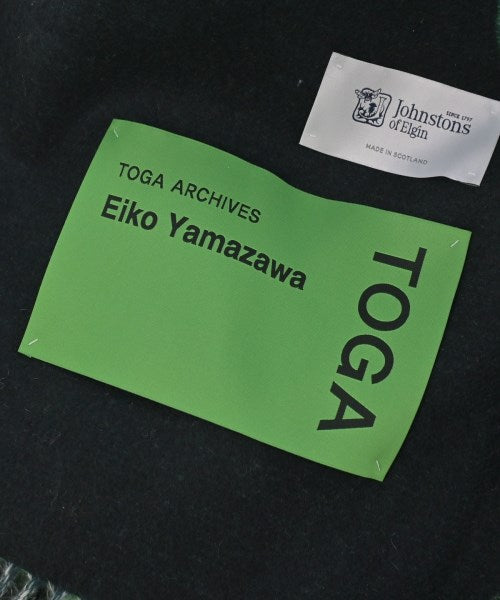 Johnstons
SINCE 1797
of Elgin
MADE IN SCOTLAND
TOGA ARCHIVES
Eiko Yamazawa
TOGA